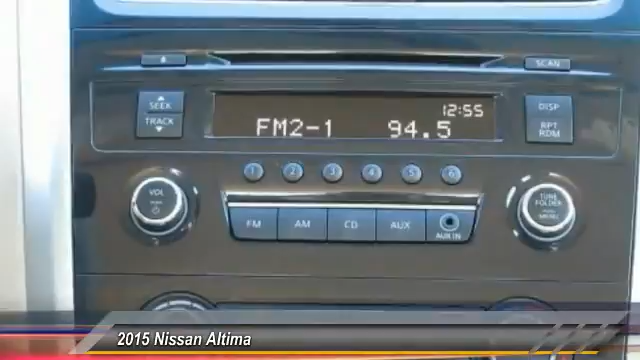 SCAN
SEEK
TRACK
12:55
FM2-1 94.5
DISP
RPT
RDM
1 2 3 4 5 6
VOL
TUNE
FOLDER
MENU
FM AM CD AUX AUX IN
2015 Nissan Altima